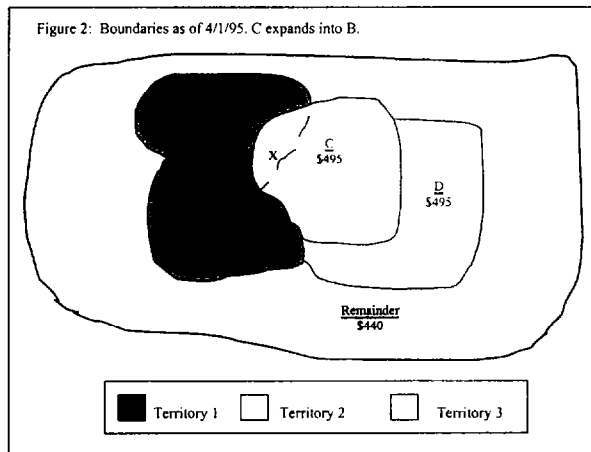 Figure 2: Boundaries as of 4/1/95. C expands into B.
X
C
$495
D
$495
Remainder
$440
Territory 1
Territory 2
Territory 3